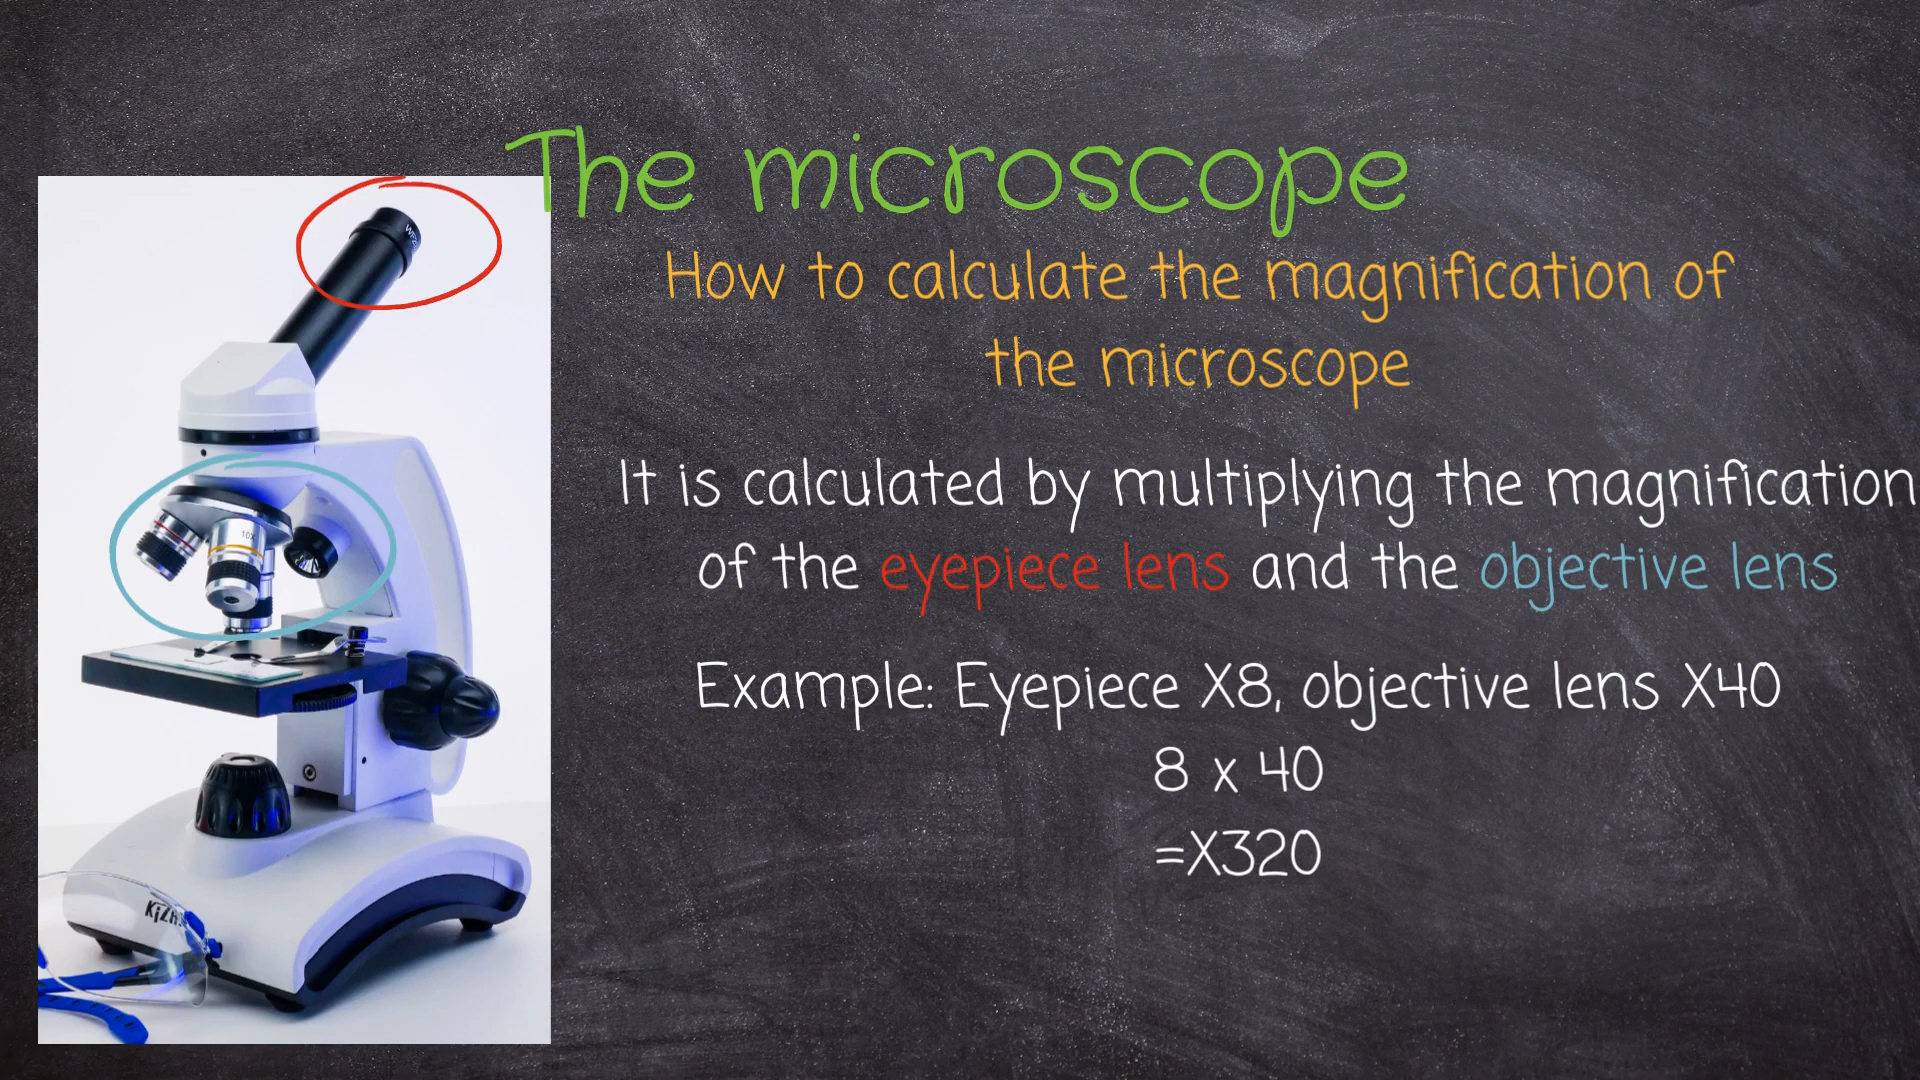 The microscope
How to calculate the magnification of
the microscope
It is calculated by multiplying the magnification
of the eyepiece lens and the objective lens
Example: Eyepiece X8, objective lens X40
8 x 40
=X320
10X